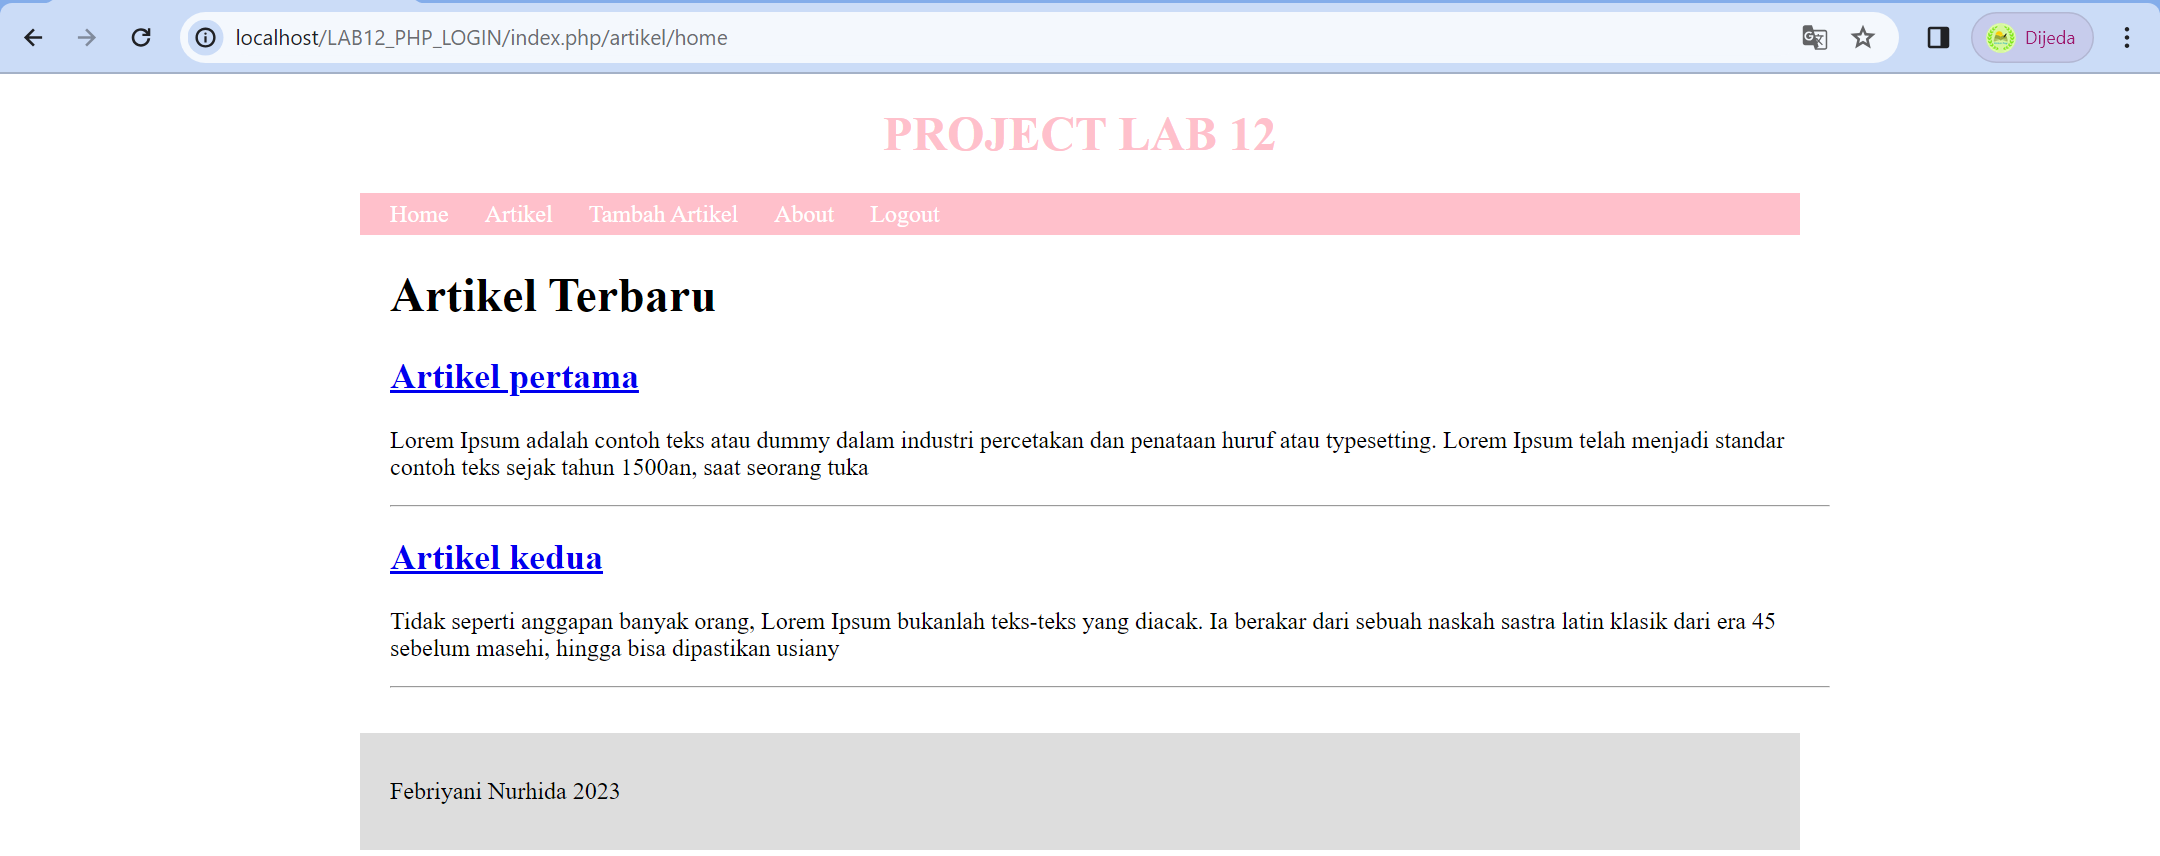 localhost/LAB12_PHP_LOGIN/index.php/artikel/home
Dijeda
PROJECT LAB 12
Home Artikel Tambah Artikel About Logout
Artikel Terbaru
Artikel pertama
Lorem Ipsum adalah contoh teks atau dummy dalam industri percetakan dan penataan huruf atau typesetting. Lorem Ipsum telah menjadi standar
contoh teks sejak tahun 1500an, saat seorang tuka
Artikel kedua
Tidak seperti anggapan banyak orang, Lorem Ipsum bukanlah teks-teks yang diacak. Ia berakar dari sebuah naskah sastra latin klasik dari era 45
sebelum masehi, hingga bisa dipastikan usiany
Febriyani Nurhida 2023